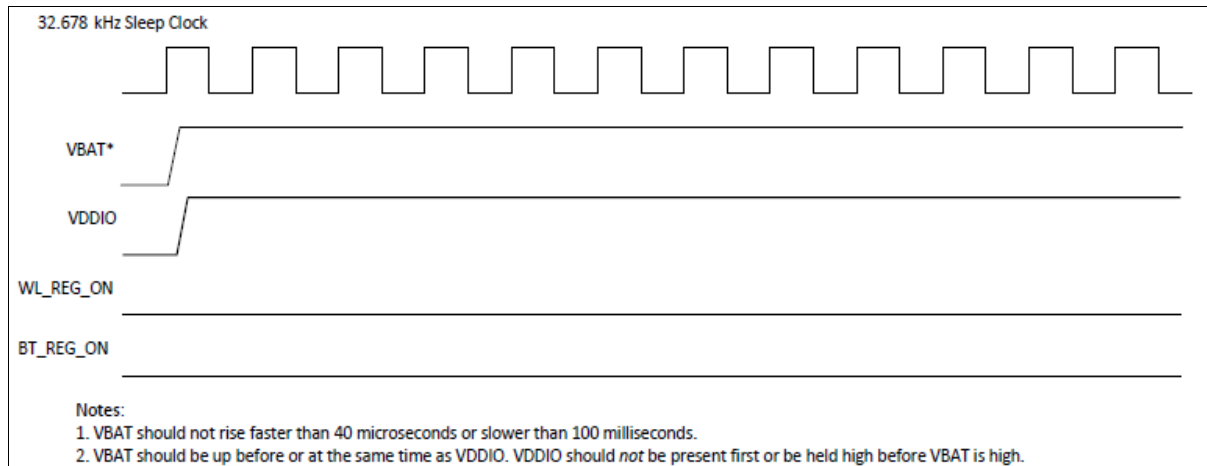 32.678 kHz Sleep Clock
VBAT*
VDDIO
WL_REG_ON
BT_REG_ON
Notes:
1. VBAT should not rise faster than 40 microseconds or slower than 100 milliseconds.
2. VBAT should be up before or at the same time as VDDIO. VDDIO should not be present first or be held high before VBAT is high.